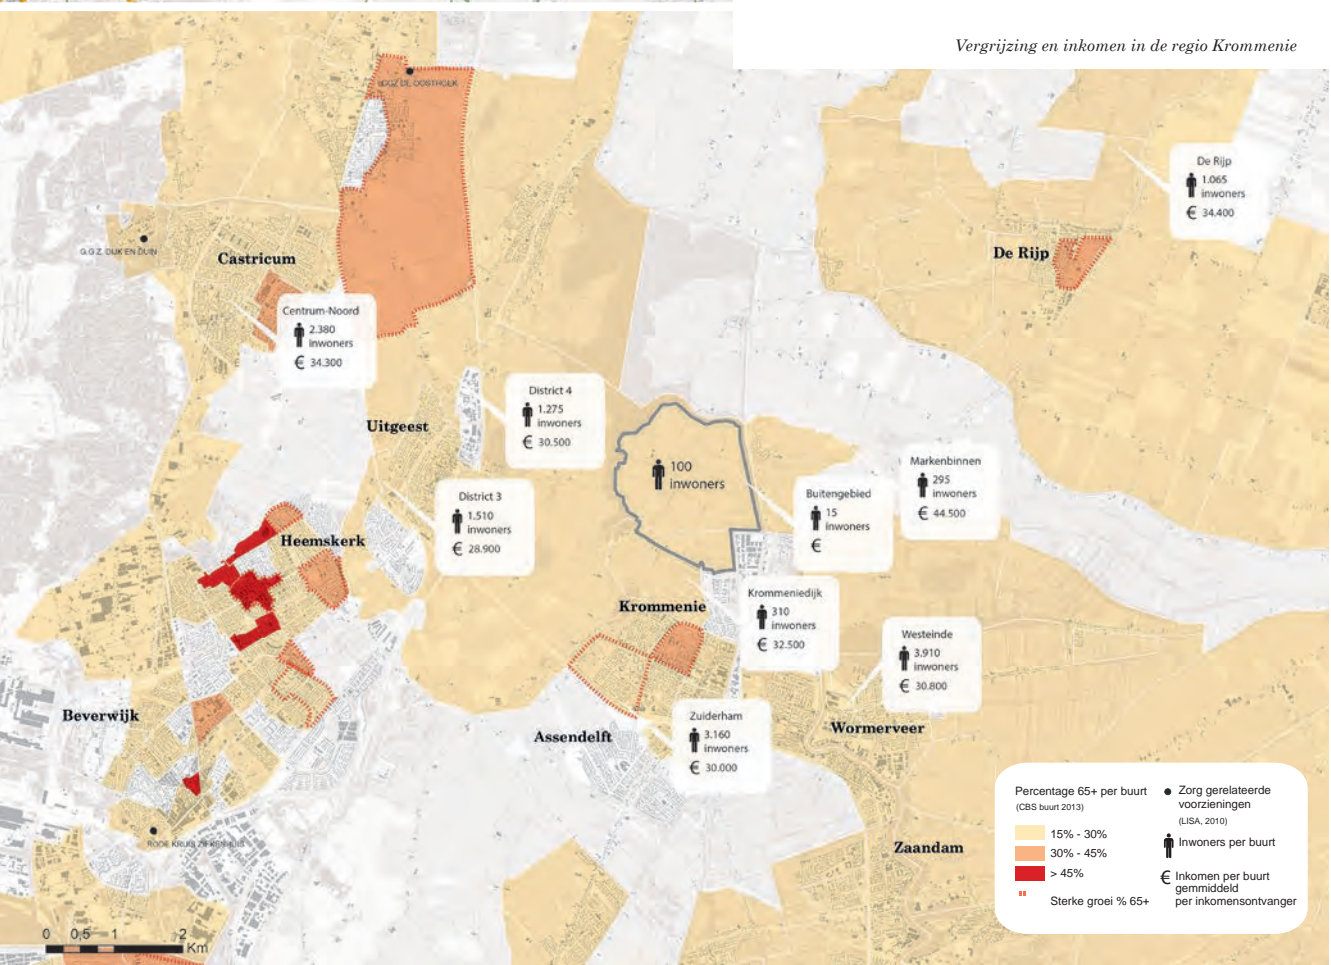 Vergrijzing en inkomen in de regio Krommenie
GGZ DE OOSTHOEK
De Rijp
1.065
inwoners
€ 34.400
G.G.Z. DIJK EN DUIN
Castricum
De Rijp
Centrum-Noord
2.380
inwoners
€ 34.300
District 4
1.275
inwoners
€ 30.500
Uitgeest
100
inwoners
Markenbinnen
295
inwoners
€ 44.500
District 3
1.510
inwoners
€ 28.900
Buitengebied
15
inwoners
€
Heemskerk
Krommenie
Krommeniedijk
310
inwoners
€ 32.500
Westeinde
3.910
inwoners
€ 30.800
Beverwijk
Assendelft
Zuiderham
3.160
inwoners
€ 30.000
Wormerveer
RODE KRUIS ZIEKENHUIS
Zaandam
Percentage 65+ per buurt
(CBS buurt 2013)
15% - 30%
30% - 45%
> 45%
Sterke groei % 65+
Zorg gerelateerde
voorzieningen
(LISA, 2010)
Inwoners per buurt
€ Inkomen per buurt
gemmiddeld
per inkomensontvanger
0 0,5 1 2
Km